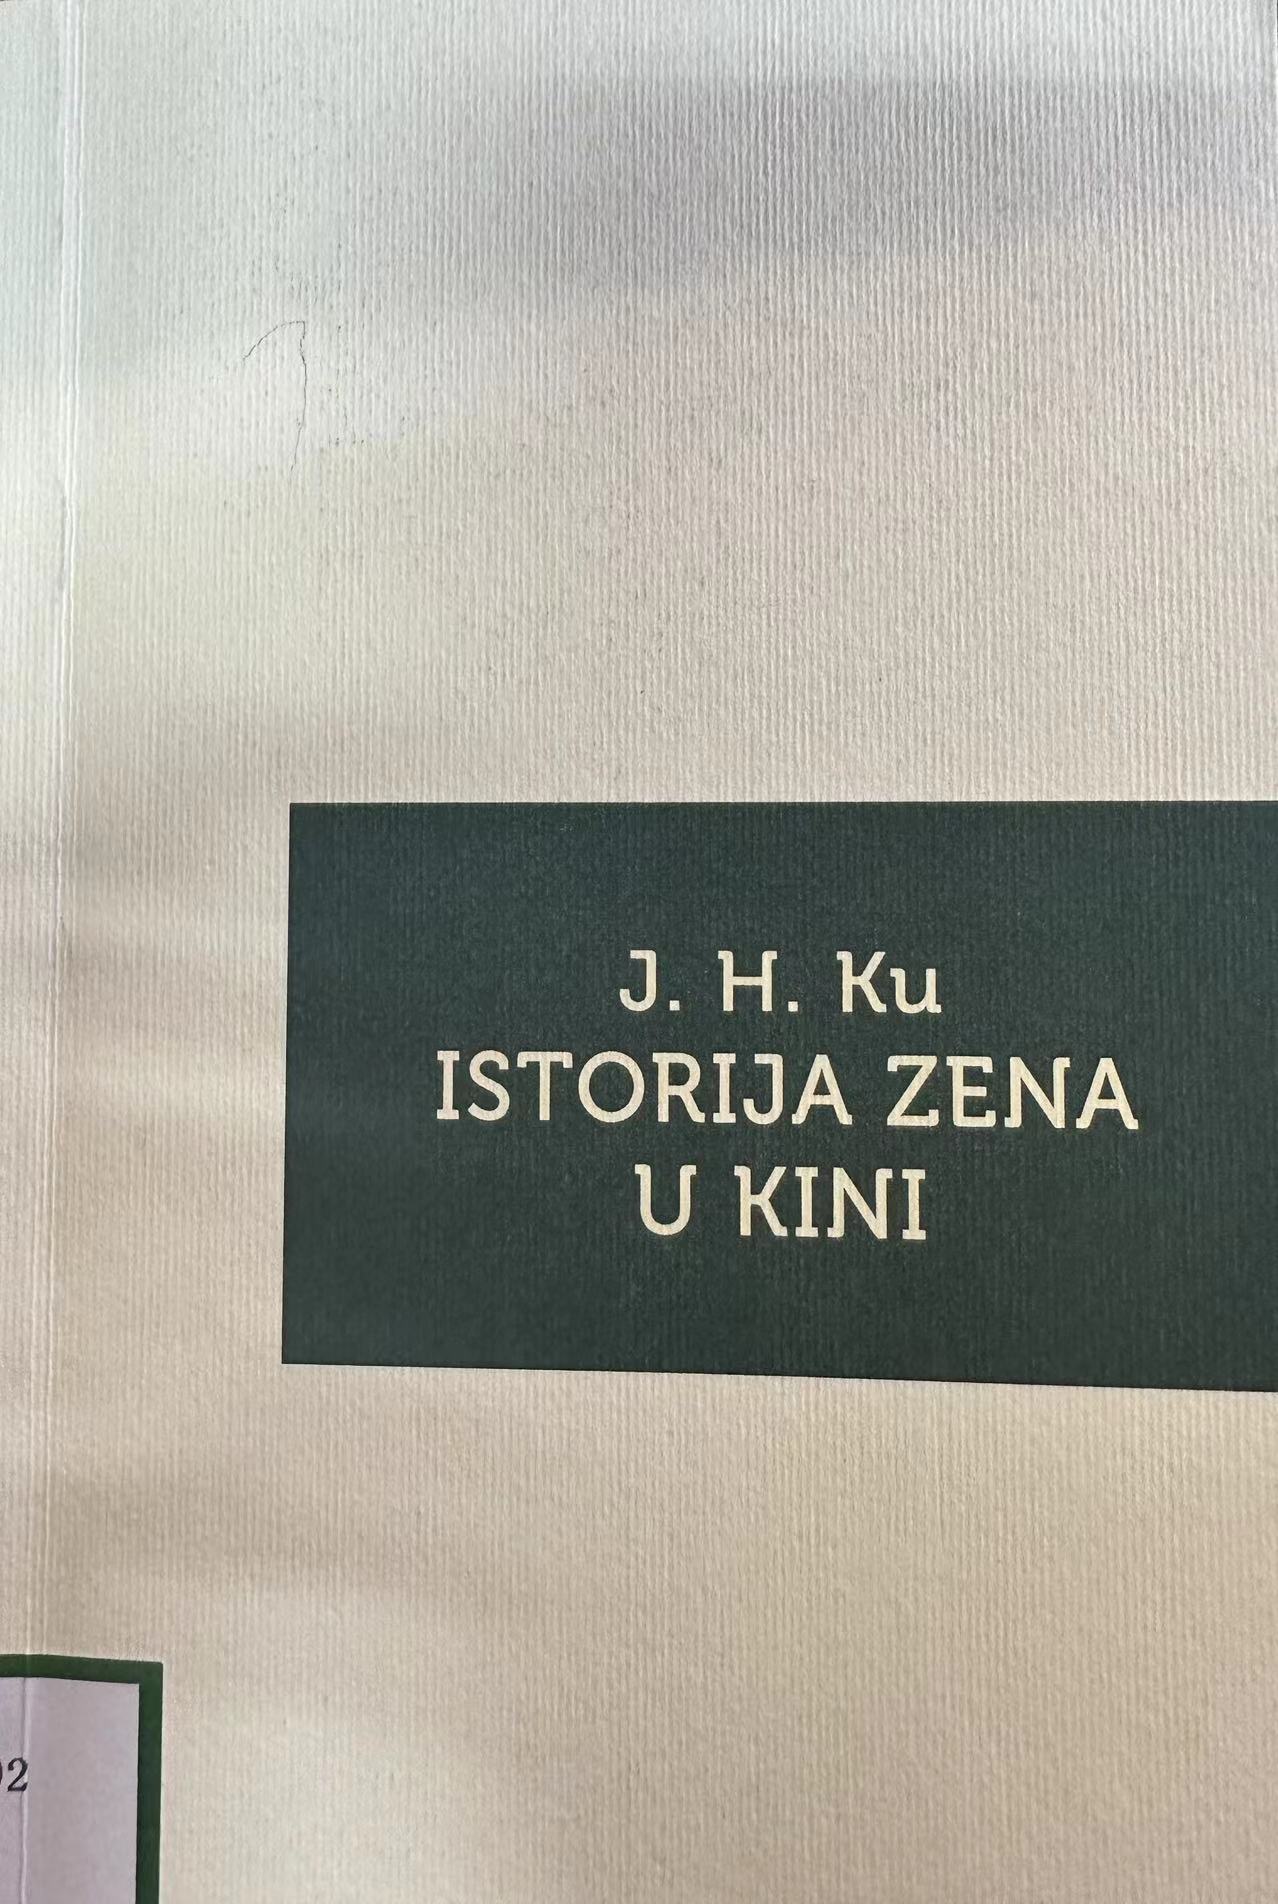 J. H. Ku
ISTORIJA ZENA
U KINI